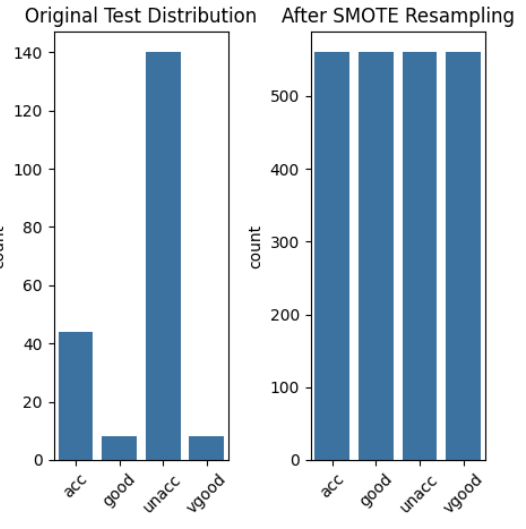 Original Test Distribution
After SMOTE Resampling
140
120
100
80
60
40
20
0
count
acc
good
unacc
vgood
500
400
300
200
100
0
count
acc
good
unacc
vgood